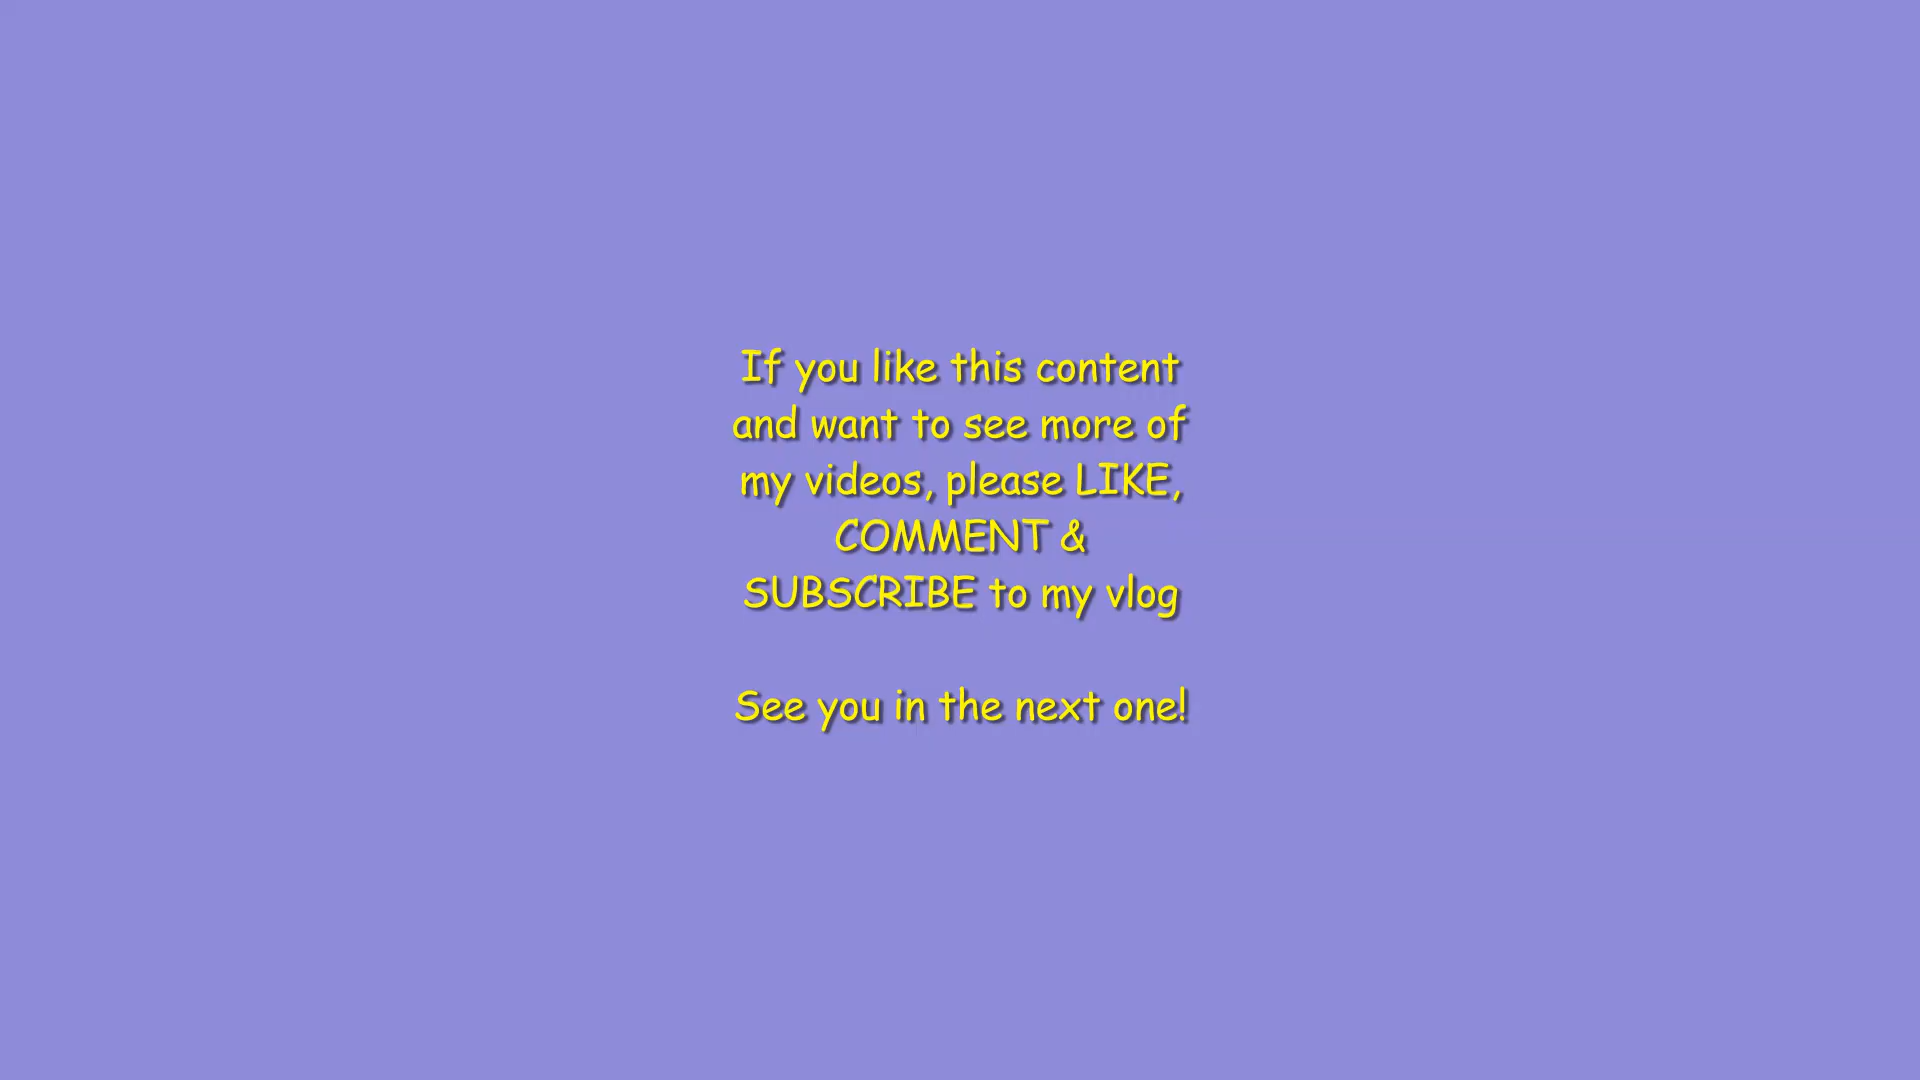 If you like this content
and want to see more of
my videos, please LIKE,
COMMENT &
SUBSCRIBE to my vlog
See you in the next one!